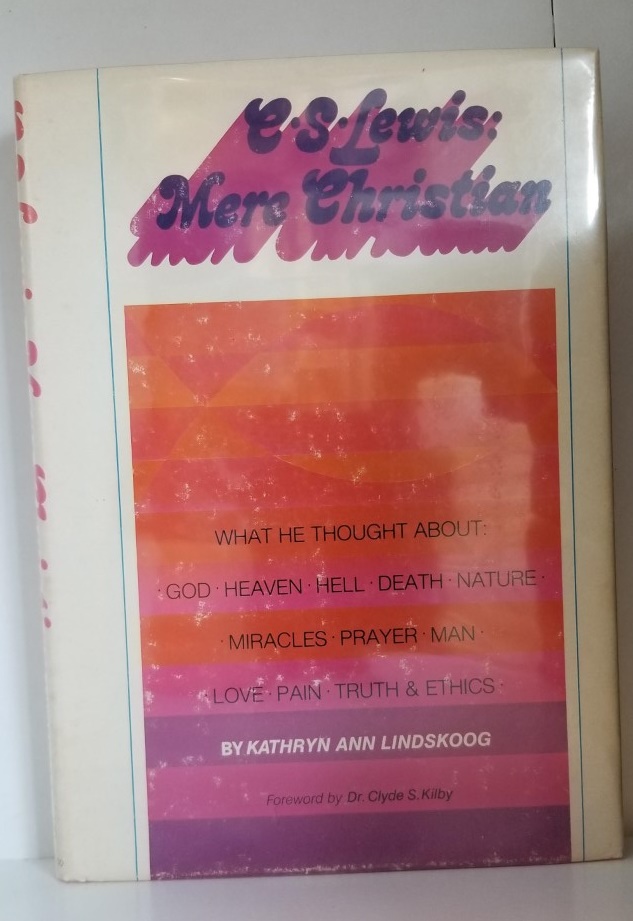 C·S·Lewis:
Mere Christian
WHAT HE THOUGHT ABOUT:
· GOD · HEAVEN · HELL · DEATH · NATURE ·
· MIRACLES · PRAYER · MAN ·
· LOVE · PAIN · TRUTH & ETHICS ·
BY KATHRYN ANN LINDSKOOG
Foreword by Dr. Clyde S. Kilby